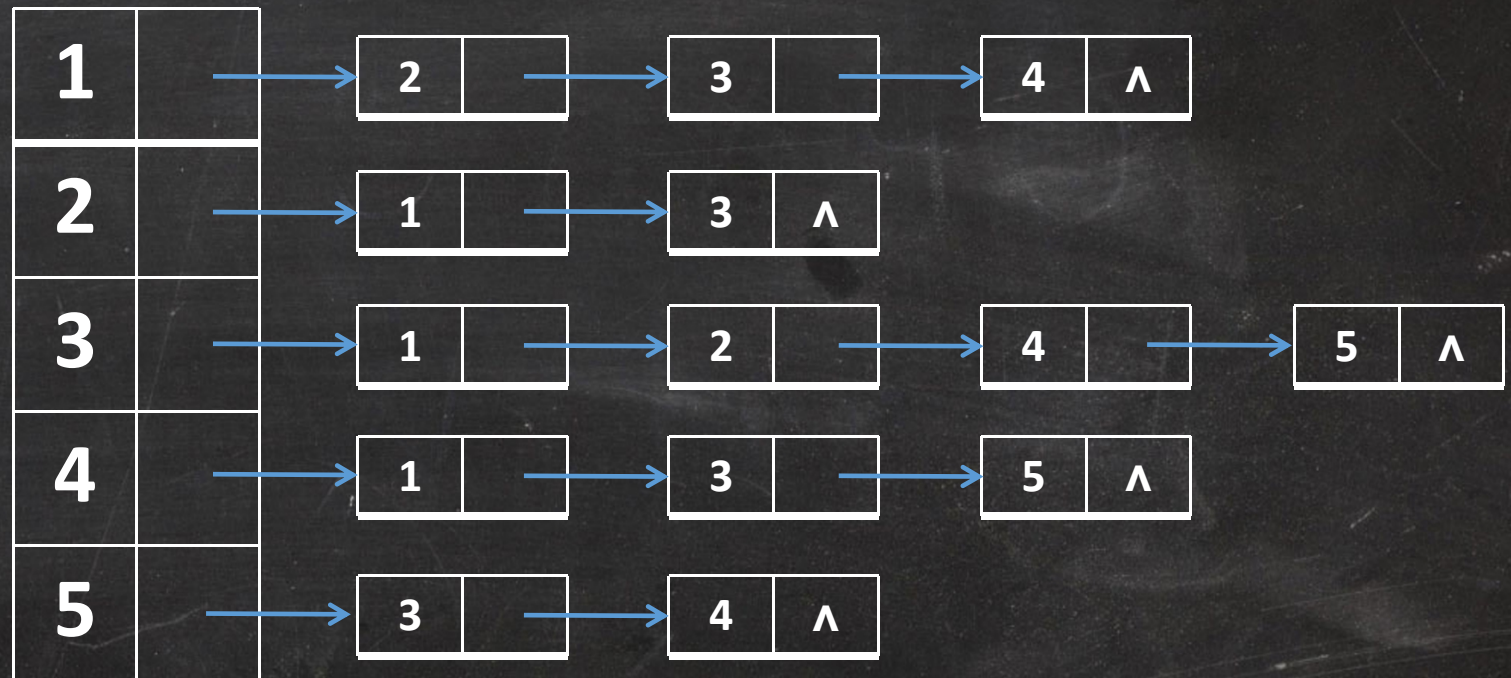 1 2 3 4 ∧
2 1 3 ∧
3 1 2 4 5 ∧
4 1 3 5 ∧
5 3 4 ∧